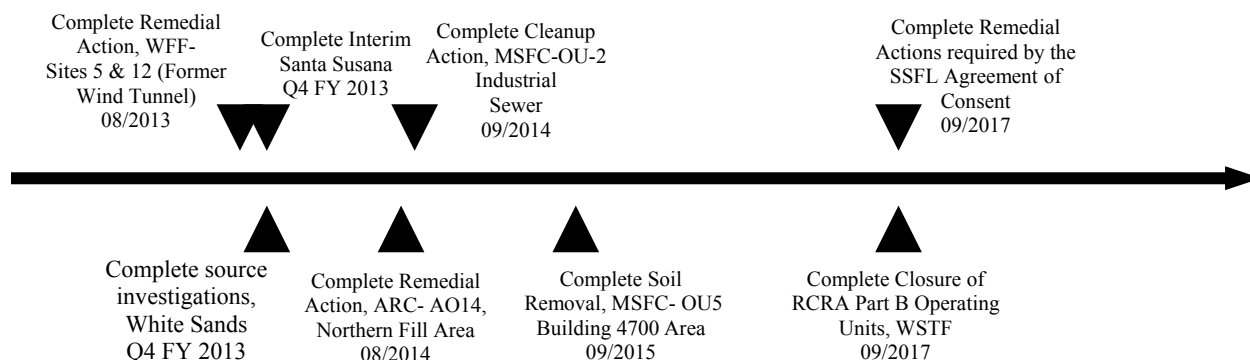 Complete Remedial
Action, WFF-
Sites 5 & 12 (Former
Wind Tunnel)
08/2013
Complete Interim
Santa Susana
Q4 FY 2013
Complete Cleanup
Action, MSFC-OU-2
Industrial
Sewer
09/2014
Complete Remedial
Actions required by the
SSFL Agreement of
Consent
09/2017
Complete source
investigations,
White Sands
Q4 FY 2013
Complete Remedial
Action, ARC- AO14,
Northern Fill Area
08/2014
Complete Soil
Removal, MSFC- OU5
Building 4700 Area
09/2015
Complete Closure of
RCRA Part B Operating
Units, WSTF
09/2017